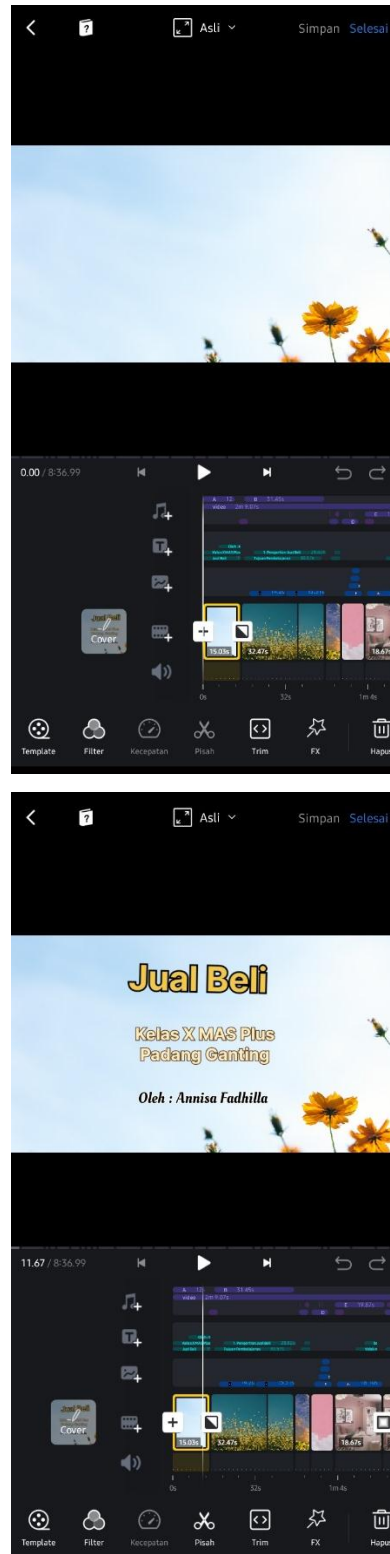 Asli
Simpan Selesai
0.00 / 8:36.99
Cover
15.03s
32.47s
18.67s
0s
32s
1m 4s
Template
Filter
Kecepatan
Pisah
Trim
FX
Hapus
Asli
Simpan Selesai
Jual Beli
Kelas X MAS Plus
Padang Ganting
Oleh : Annisa Fadhilla
11.67 / 8:36.99
Cover
15.03s
32.47s
18.67s
0s
32s
1m 4s
Template
Filter
Kecepatan
Pisah
Trim
FX
Hapus